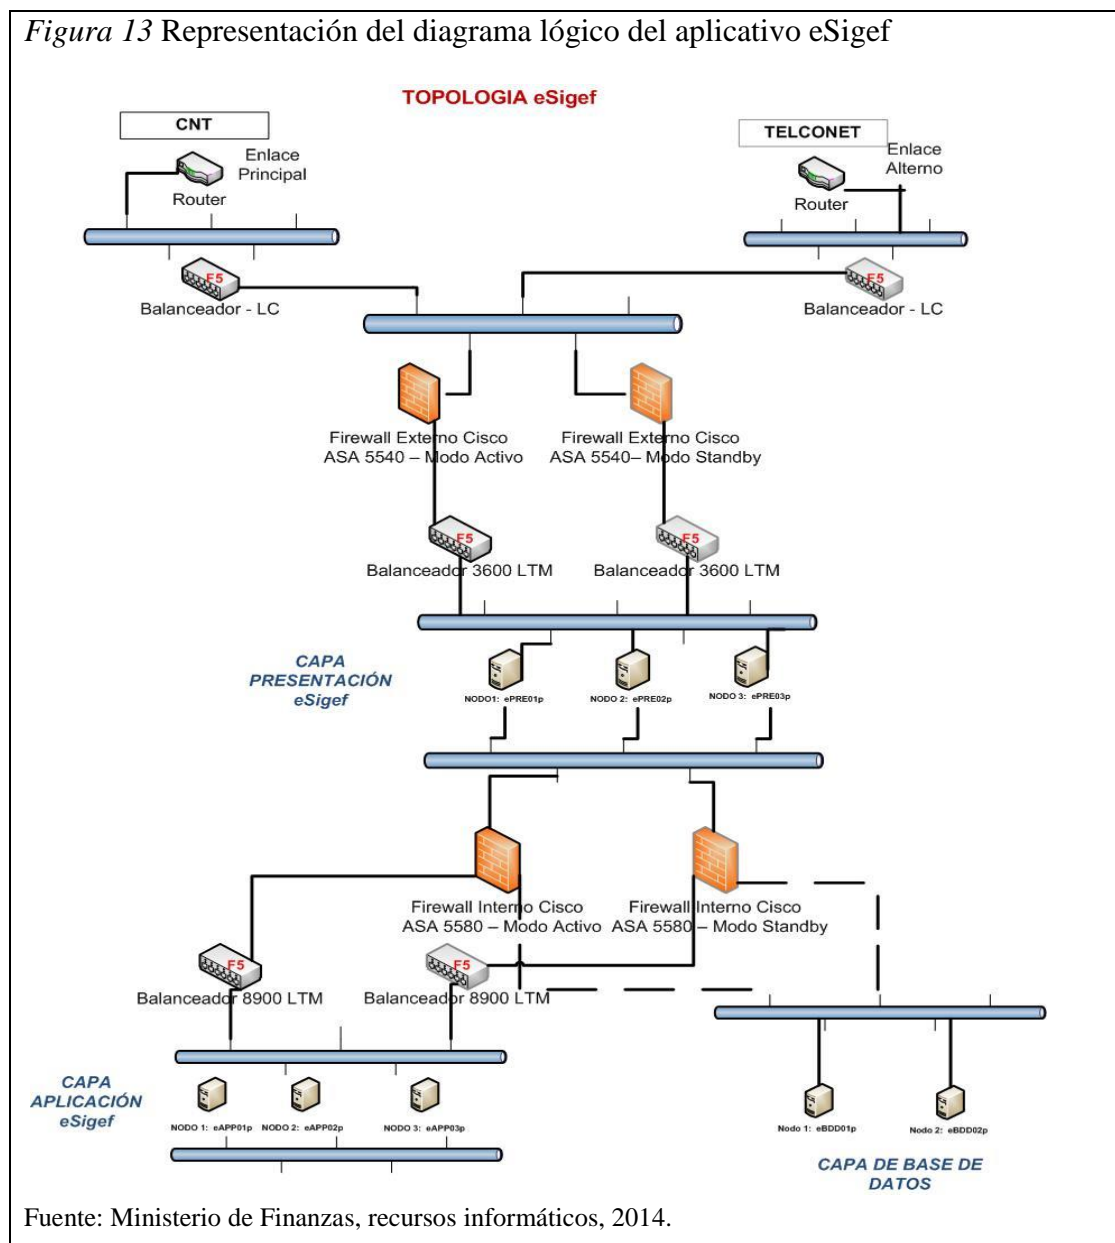 Figura 13 Representación del diagrama lógico del aplicativo eSigef
TOPOLOGIA eSigef
CNT
Enlace
Principal
Router
F5
Balanceador - LC
TELCONET
Enlace
Alterno
Router
F5
Balanceador - LC
Firewall Externo Cisco
ASA 5540 – Modo Activo
Firewall Externo Cisco
ASA 5540– Modo Standby
F5
Balanceador 3600 LTM
F5
Balanceador 3600 LTM
CAPA
PRESENTACIÓN
eSigef
NODO1: ePRE01p
NODO 2: ePRE02p
NODO 3: ePRE03p
Firewall Interno Cisco
ASA 5580 – Modo Activo
Firewall Interno Cisco
ASA 5580 – Modo Standby
F5
Balanceador 8900 LTM
F5
Balanceador 8900 LTM
CAPA
APLICACIÓN
eSigef
NODO 1: eAPP01p
NODO 2: eAPP02p
NODO 3: eAPP03p
Nodo 1: eBDD01p
Nodo 2: eBDD02p
CAPA DE BASE DE
DATOS
Fuente: Ministerio de Finanzas, recursos informáticos, 2014.